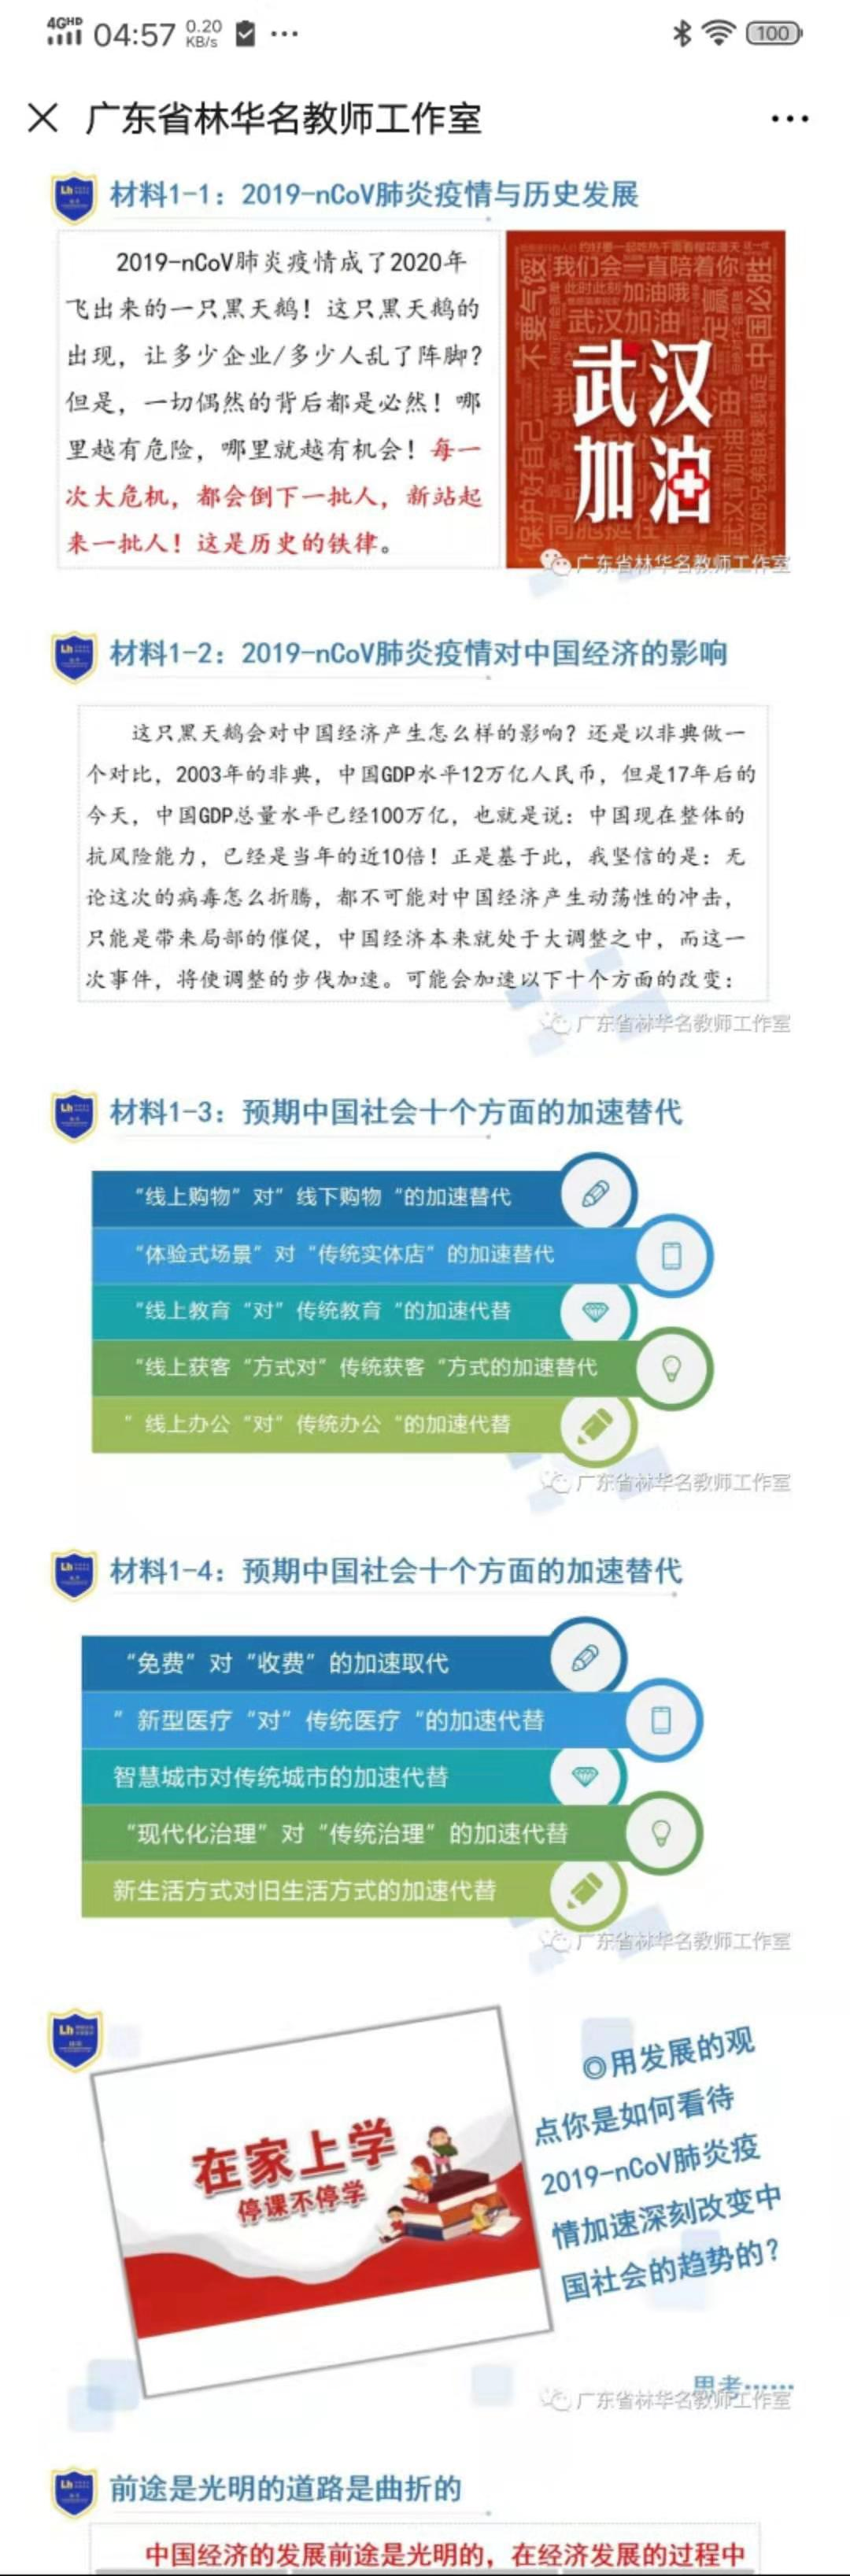 4GHD 04:57 0.20 KB/s ··· 100
广东省林华名教师工作室 ···
材料1-1：2019-nCoV肺炎疫情与历史发展
2019-nCoV肺炎疫情成了2020年
飞出来的一只黑天鹅！这只黑天鹅的
出现，让多少企业/多少人乱了阵脚？
但是，一切偶然的背后都是必然！哪
里越有危险，哪里就越有机会！每一
次大危机，都会倒下一批人，新站起
来一批人！这是历史的铁律。
不要气馁
我们会一直陪着你
此时此刻
加油哦
武汉加油
中国必胜
武汉
加油
保护好自己
同胞挺住
广东省林华名教师工作室
材料1-2：2019-nCoV肺炎疫情对中国经济的影响
这只黑天鹅会对中国经济产生怎么样的影响？还是以非典做一
个对比，2003年的非典，中国GDP水平12万亿人民币，但是17年后的
今天，中国GDP总量水平已经100万亿，也就是说：中国现在整体的
抗风险能力，已经是当年的近10倍！正是基于此，我坚信的是：无
论这次的病毒怎么折腾，都不可能对中国经济产生动荡性的冲击，
只能是带来局部的催促，中国经济本来就处于大调整之中，而这一
次事件，将使调整的步伐加速。可能会加速以下十个方面的改变：
广东省林华名教师工作室
材料1-3：预期中国社会十个方面的加速替代
“线上购物”对”线下购物“的加速替代
“体验式场景”对“传统实体店”的加速替代
“线上教育“对”传统教育“的加速代替
“线上获客“方式对”传统获客“方式的加速替代
”线上办公“对”传统办公“的加速代替
广东省林华名教师工作室
材料1-4：预期中国社会十个方面的加速替代
“免费”对“收费”的加速取代
”新型医疗“对”传统医疗“的加速代替
智慧城市对传统城市的加速代替
“现代化治理”对“传统治理”的加速代替
新生活方式对旧生活方式的加速代替
广东省林华名教师工作室
在家上学
停课不停学
◎用发展的观
点你是如何看待
2019-nCoV肺炎疫
情加速深刻改变中
国社会的趋势的？
思考……
广东省林华名教师工作室
前途是光明的道路是曲折的
中国经济的发展前途是光明的，在经济发展的过程中